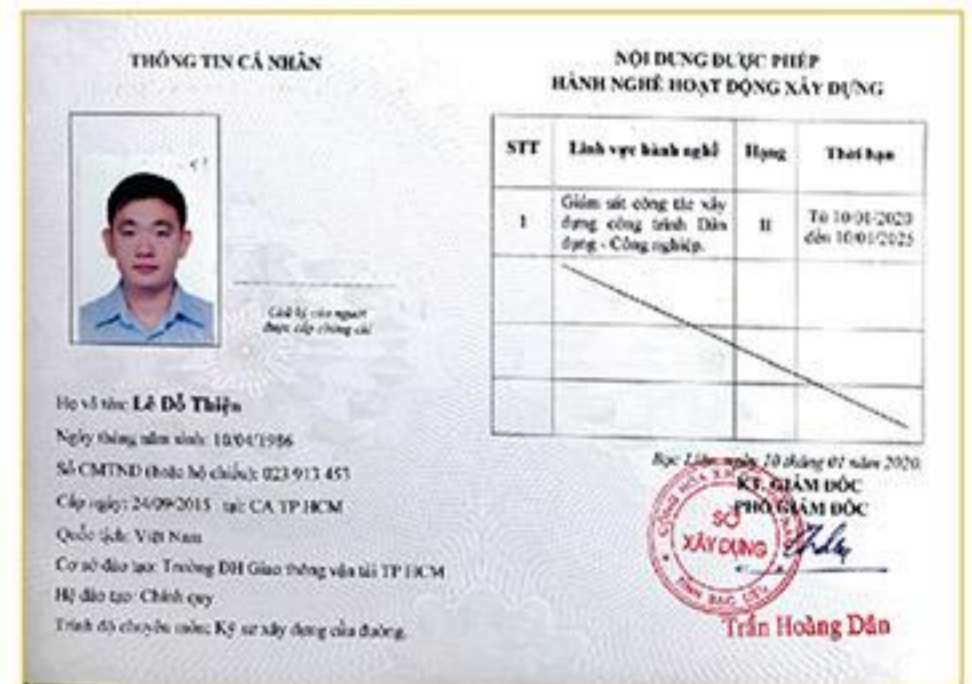 THÔNG TIN CÁ NHÂN
Chữ ký của người
được cấp chứng chỉ
Họ và tên: Lê Đỗ Thiện
Ngày tháng năm sinh: 18/04/1986
Số CMTND (hoặc hộ chiếu): 023 913 453
Cấp ngày: 24/09/2015 tại: CA TP HCM
Quốc tịch: Việt Nam
Cơ sở đào tạo: Trường ĐH Giao thông vận tải TP HCM
Hệ đào tạo: Chính quy
Trình độ chuyên môn: Kỹ sư xây dựng cầu đường.
NỘI DUNG ĐƯỢC PHÉP
HÀNH NGHỀ HOẠT ĐỘNG XÂY DỰNG
STT Lĩnh vực hành nghề Hạng Thời hạn
1 Giám sát công tác xây dựng công trình Dân dụng - Công nghiệp. II Từ 10/01/2020 đến 10/01/2025
Bạc Liêu, ngày 10 tháng 01 năm 2020
KT. GIÁM ĐỐC
PHÓ GIÁM ĐỐC
SỞ
XÂY DỰNG
TỈNH BẠC LIÊU
Trần Hoàng Dân